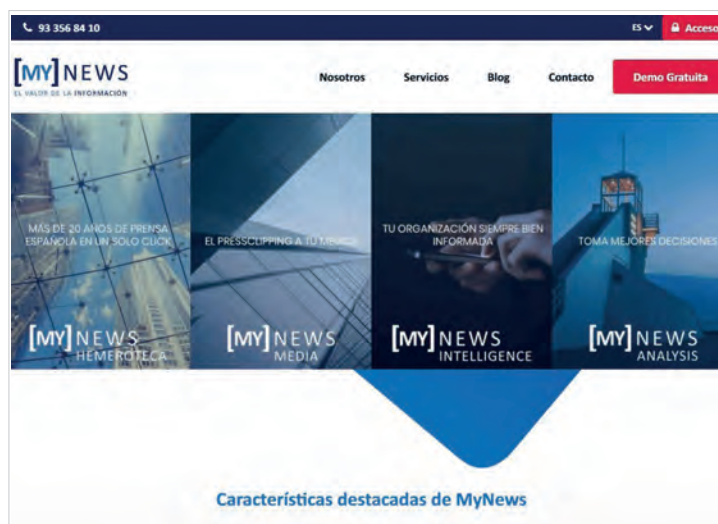 93 356 84 10
ES
Acceso
[MY]NEWS
EL VALOR DE LA INFORMACIÓN
Nosotros Servicios Blog Contacto Demo Gratuita
MÁS DE 20 AÑOS DE PRENSA
ESPAÑOLA EN UN SOLO CLICK
[MY]NEWS
HEMEROTECA
EL PRESSCLIPPING A TU MEDIDA
[MY]NEWS
MEDIA
TU ORGANIZACIÓN SIEMPRE BIEN
INFORMADA
[MY]NEWS
INTELLIGENCE
TOMA MEJORES DECISIONES
[MY]NEWS
ANALYSIS
Características destacadas de MyNews